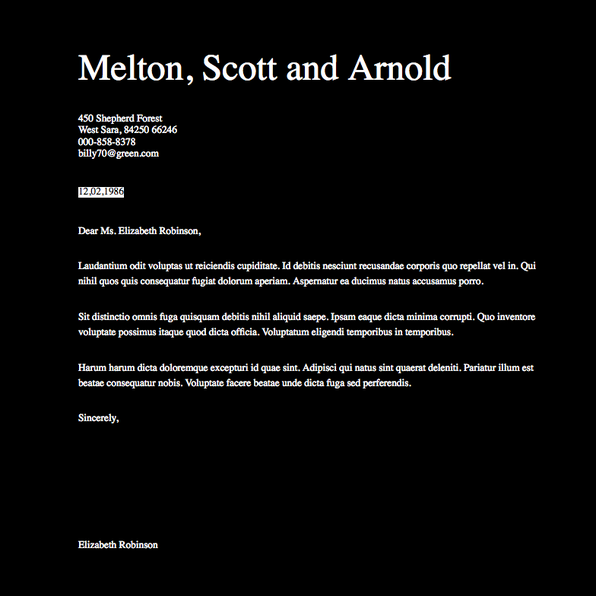 Melton, Scott and Arnold
450 Shepherd Forest
West Sara, 84250 66246
000-858-8378
billy70@green.com
12,02,1986
Dear Ms. Elizabeth Robinson,
Laudantium odit voluptas ut reiciendis cupiditate. Id debitis nesciunt recusandae corporis quo repellat vel in. Qui
nihil quos quis consequatur fugiat dolorum aperiam. Aspernatur ea ducimus natus accusamus porro.
Sit distinctio omnis fuga quisquam debitis nihil aliquid saepe. Ipsam eaque dicta minima corrupti. Quo inventore
voluptate possimus itaque quod dicta officia. Voluptatum eligendi temporibus in temporibus.
Harum harum dicta doloremque excepturi id quae sint. Adipisci qui natus sint quaerat deleniti. Pariatur illum est
beatae consequatur nobis. Voluptate facere beatae unde dicta fuga sed perferendis.
Sincerely,
Elizabeth Robinson